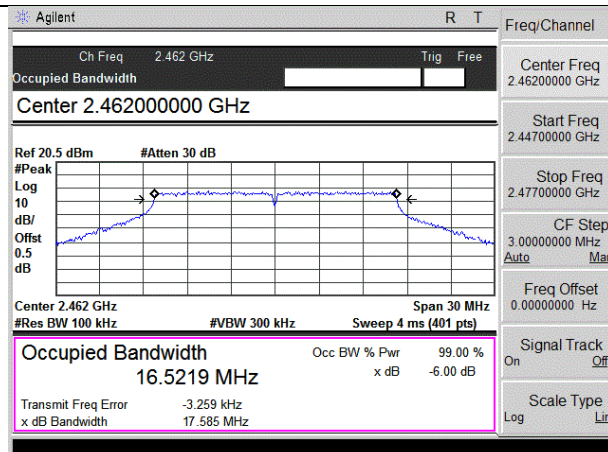 Agilent R T
Freq/Channel
Ch Freq 2.462 GHz Trig Free
Occupied Bandwidth
Center 2.462000000 GHz
Ref 20.5 dBm #Atten 30 dB
#Peak
Log
10
dB/
Offst
0.5
dB
Center 2.462 GHz Span 30 MHz
#Res BW 100 kHz #VBW 300 kHz Sweep 4 ms (401 pts)
Occupied Bandwidth Occ BW % Pwr 99.00 %
16.5219 MHz x dB -6.00 dB
Transmit Freq Error -3.259 kHz
x dB Bandwidth 17.585 MHz
Center Freq
2.46200000 GHz
Start Freq
2.44700000 GHz
Stop Freq
2.47700000 GHz
CF Step
3.00000000 MHz
Auto Mar
Freq Offset
0.00000000 Hz
Signal Track
On Off
Scale Type
Log Lin